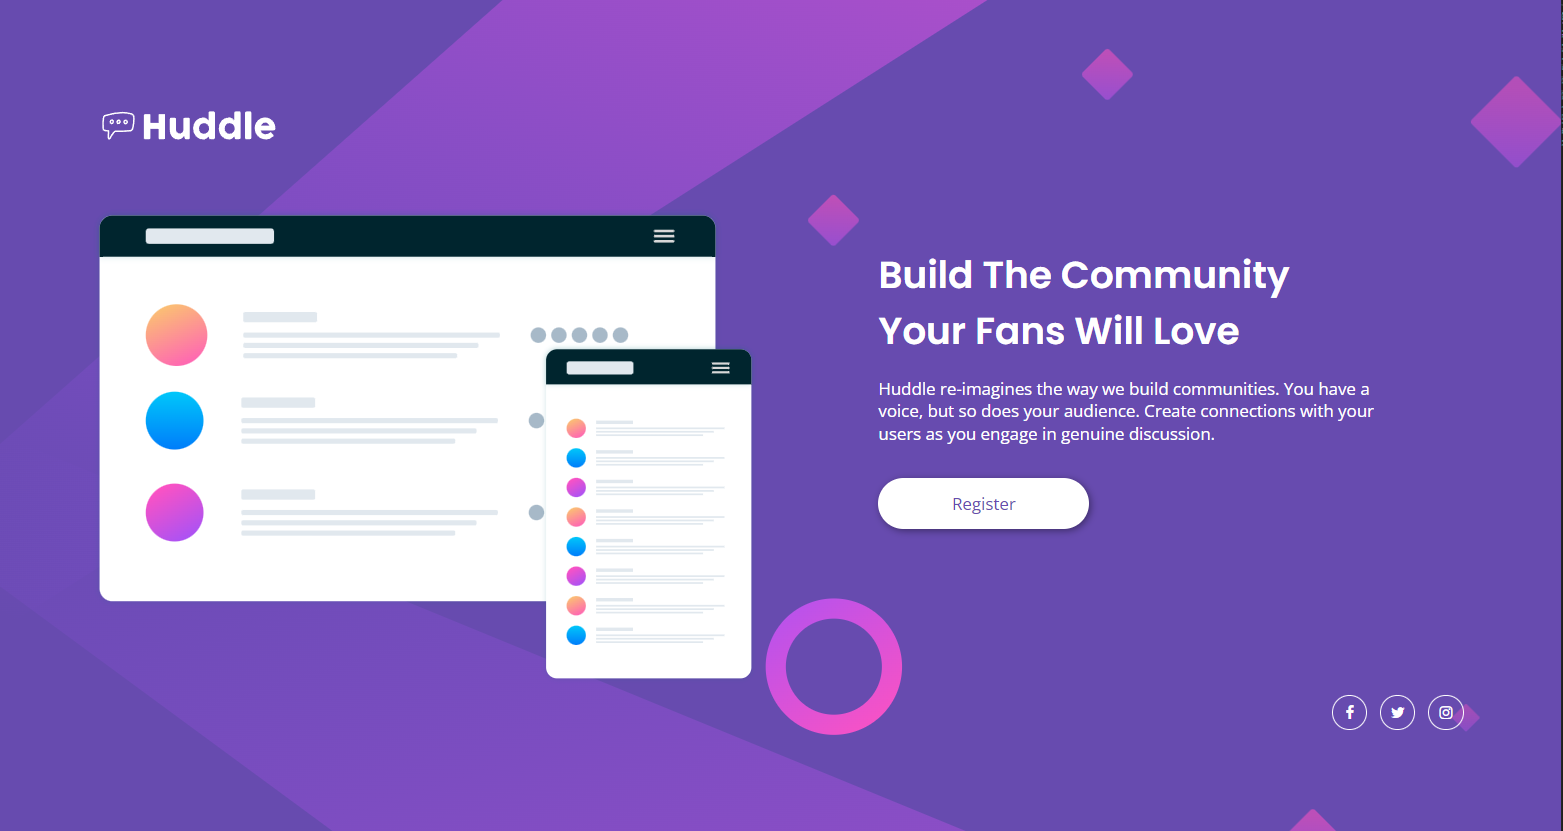 Huddle
Build The Community
Your Fans Will Love
Huddle re-imagines the way we build communities. You have a
voice, but so does your audience. Create connections with your
users as you engage in genuine discussion.
Register